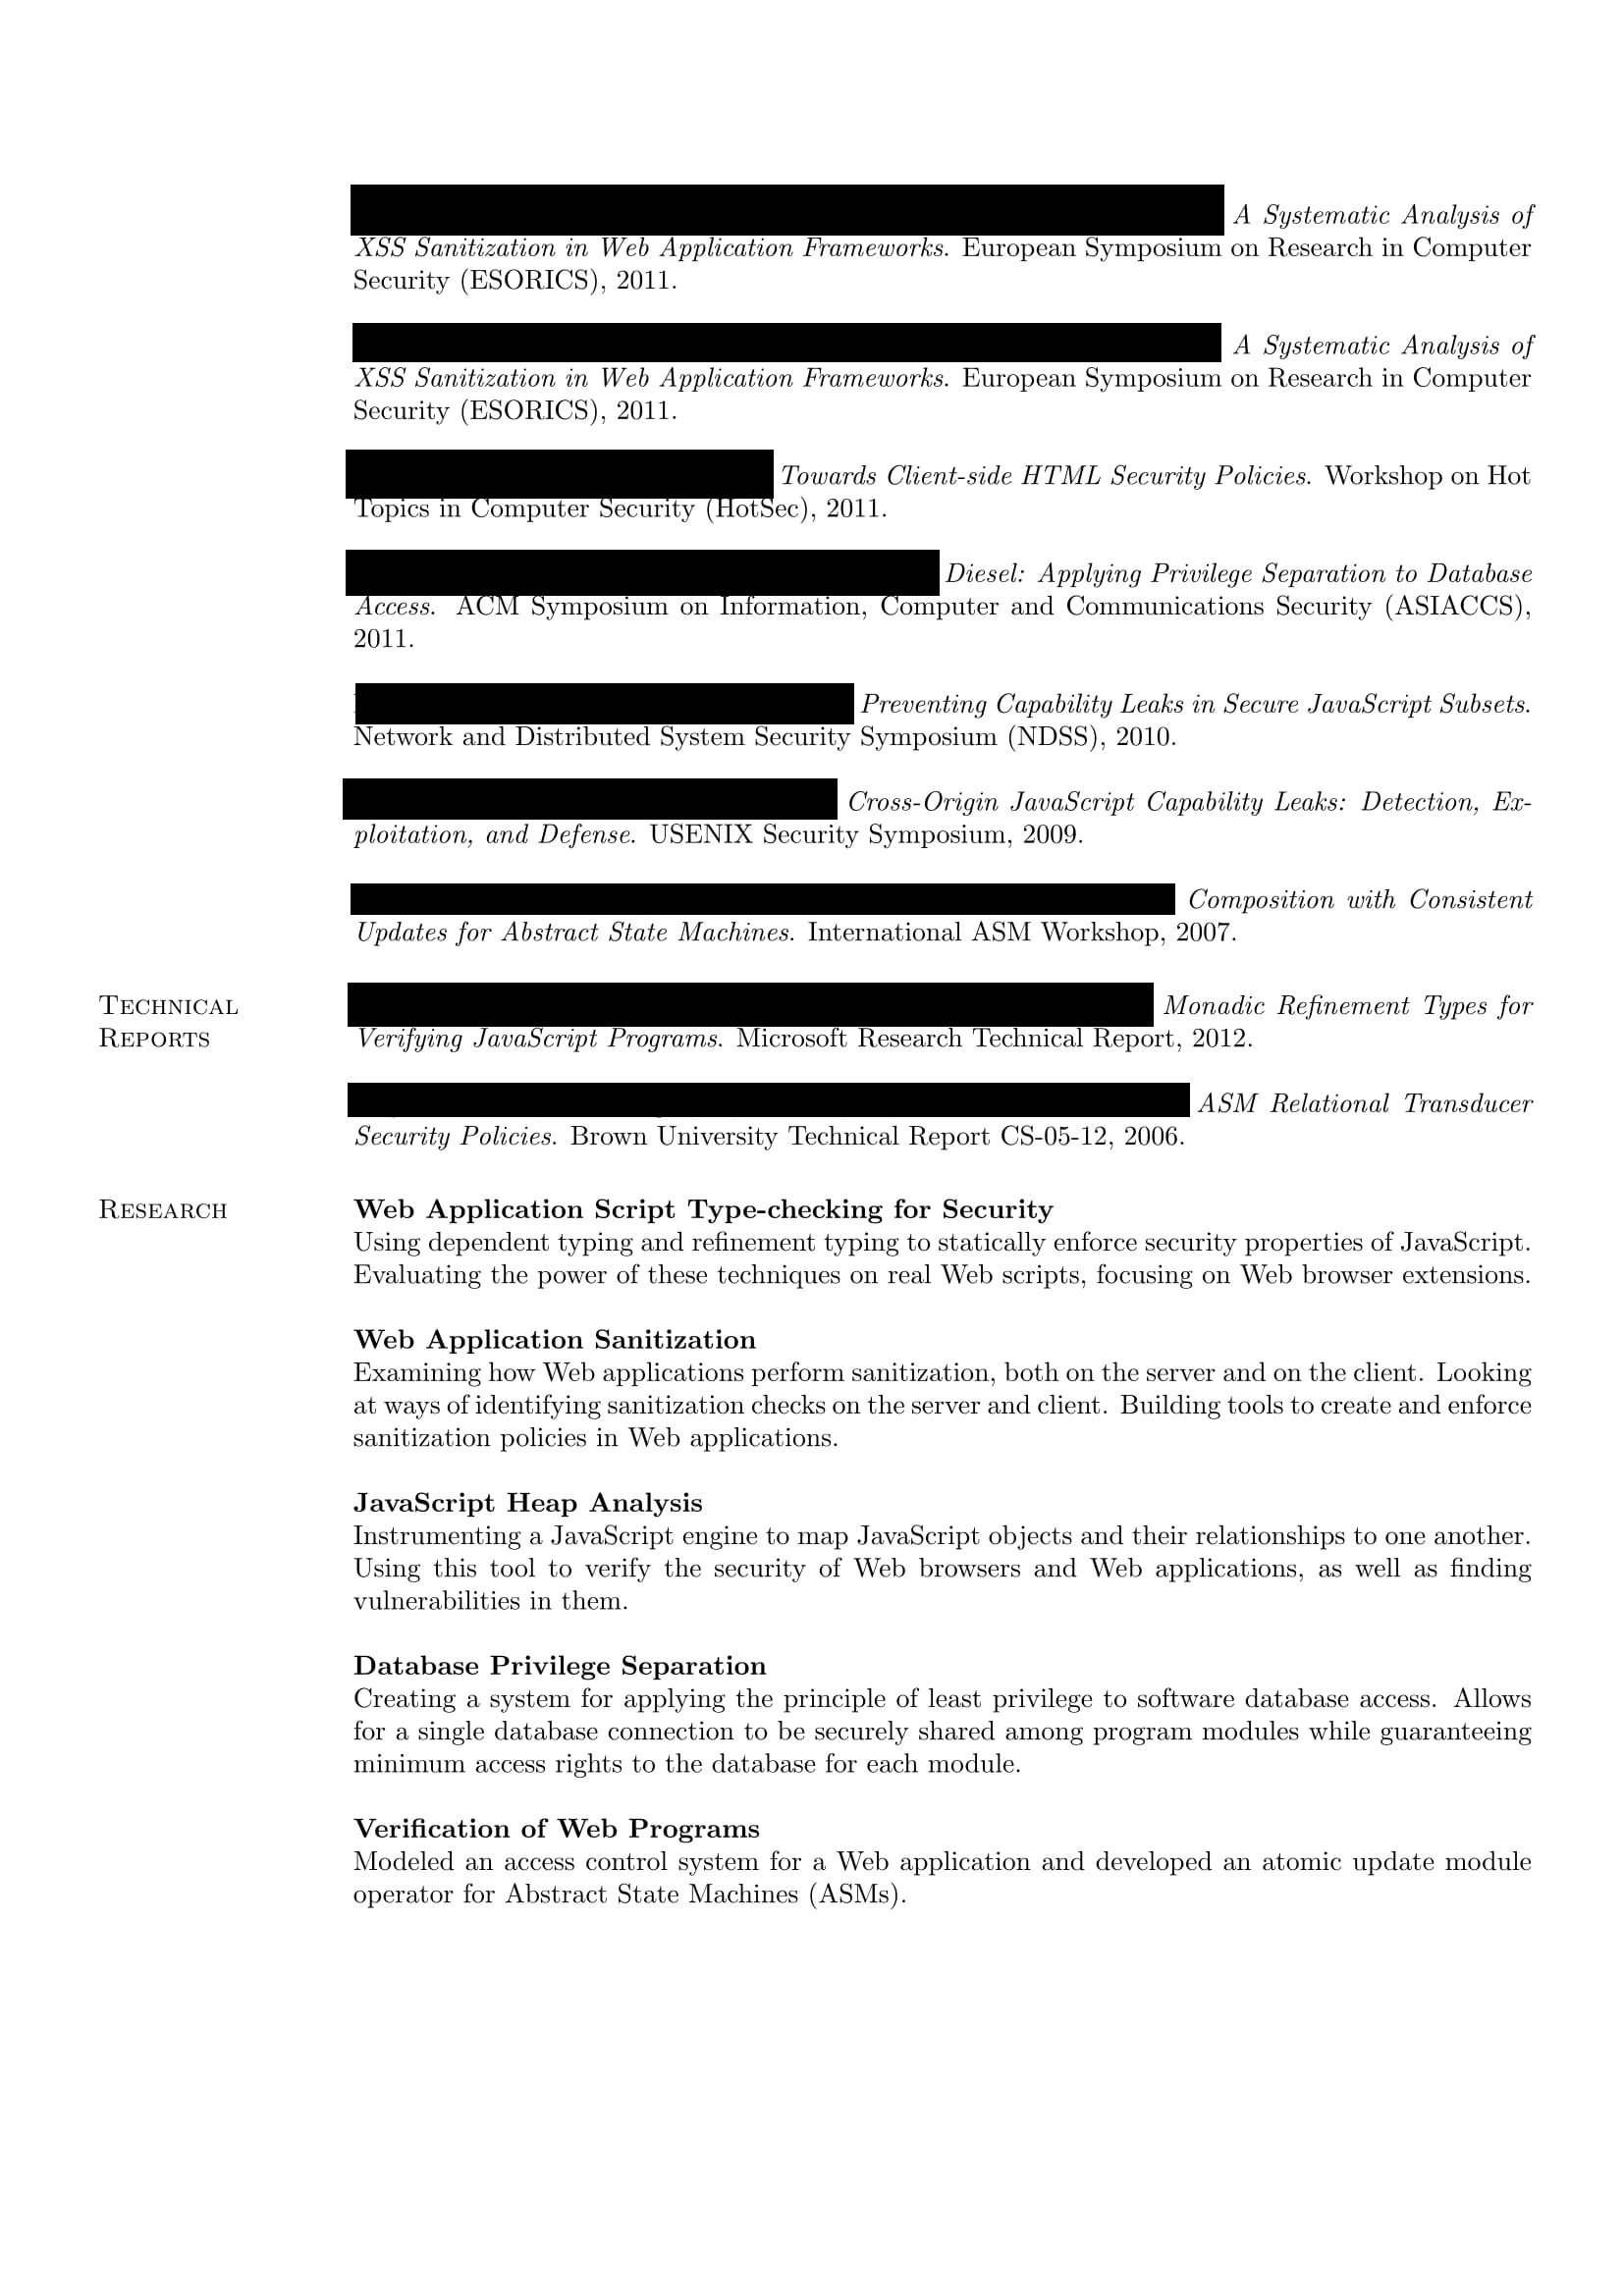 A Systematic Analysis of
XSS Sanitization in Web Application Frameworks. European Symposium on Research in Computer
Security (ESORICS), 2011.
A Systematic Analysis of
XSS Sanitization in Web Application Frameworks. European Symposium on Research in Computer
Security (ESORICS), 2011.
Towards Client-side HTML Security Policies. Workshop on Hot
Topics in Computer Security (HotSec), 2011.
Diesel: Applying Privilege Separation to Database
Access. ACM Symposium on Information, Computer and Communications Security (ASIACCS),
2011.
Preventing Capability Leaks in Secure JavaScript Subsets.
Network and Distributed System Security Symposium (NDSS), 2010.
Cross-Origin JavaScript Capability Leaks: Detection, Ex-
ploitation, and Defense. USENIX Security Symposium, 2009.
Composition with Consistent
Updates for Abstract State Machines. International ASM Workshop, 2007.
Technical
Reports
Monadic Refinement Types for
Verifying JavaScript Programs. Microsoft Research Technical Report, 2012.
ASM Relational Transducer
Security Policies. Brown University Technical Report CS-05-12, 2006.
Research
Web Application Script Type-checking for Security
Using dependent typing and refinement typing to statically enforce security properties of JavaScript.
Evaluating the power of these techniques on real Web scripts, focusing on Web browser extensions.
Web Application Sanitization
Examining how Web applications perform sanitization, both on the server and on the client. Looking
at ways of identifying sanitization checks on the server and client. Building tools to create and enforce
sanitization policies in Web applications.
JavaScript Heap Analysis
Instrumenting a JavaScript engine to map JavaScript objects and their relationships to one another.
Using this tool to verify the security of Web browsers and Web applications, as well as finding
vulnerabilities in them.
Database Privilege Separation
Creating a system for applying the principle of least privilege to software database access. Allows
for a single database connection to be securely shared among program modules while guaranteeing
minimum access rights to the database for each module.
Verification of Web Programs
Modeled an access control system for a Web application and developed an atomic update module
operator for Abstract State Machines (ASMs).